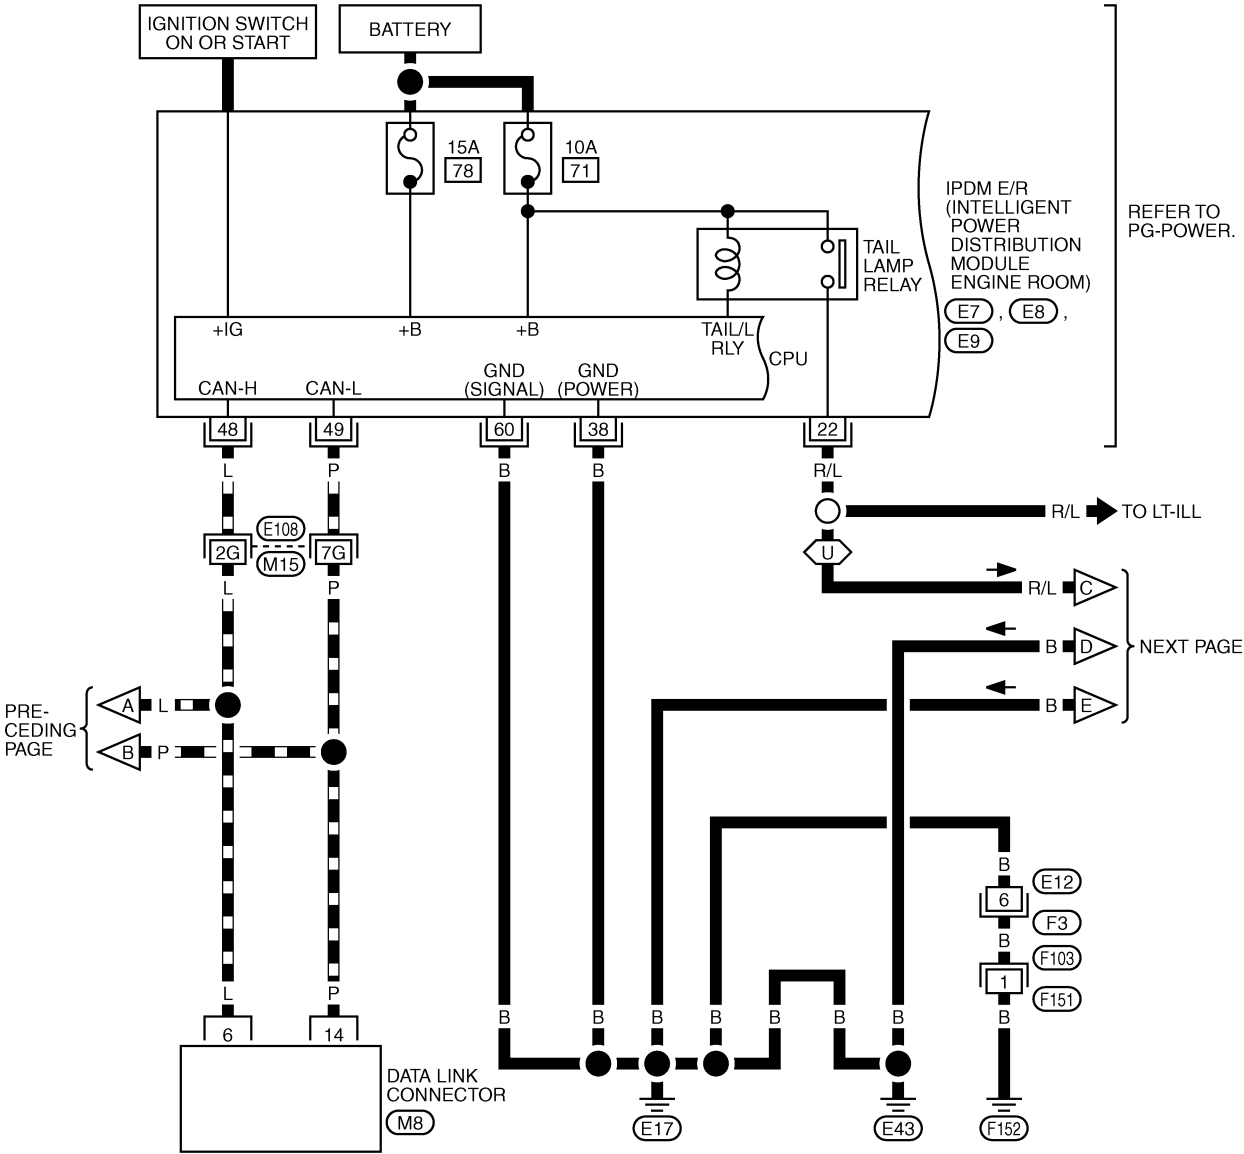 IGNITION SWITCH
ON OR START
BATTERY
15A
78
10A
71
REFER TO
PG-POWER.
IPDM E/R
(INTELLIGENT
POWER
DISTRIBUTION
MODULE
ENGINE ROOM)
E7 , E8 ,
E9
TAIL
LAMP
RELAY
+IG
+B
+B
TAIL/L
RLY
CPU
CAN-H
CAN-L
GND
(SIGNAL)
GND
(POWER)
48
49
60
38
22
L
P
B
B
R/L
R/L
TO LT-ILL
E108
2G
7G
M15
U
L
P
R/L
C
B
D
NEXT PAGE
B
E
PRE-
CEDING
PAGE
A
L
B
P
B
E12
6
F3
B
F103
1
F151
L
P
B
B
B
B
B
B
B
B
6
14
DATA LINK
CONNECTOR
M8
E17
E43
F152